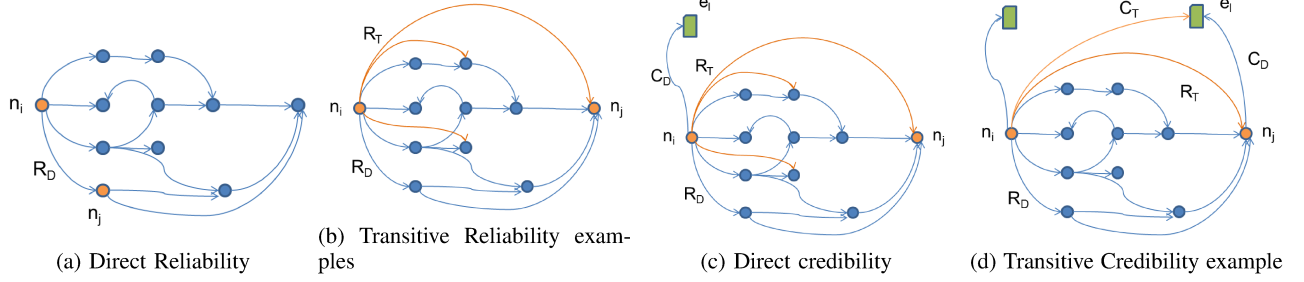 n_i
R_D
n_j
(a) Direct Reliability
R_T
n_i
n_j
R_D
(b) Transitive Reliability exam-
ples
e_l
C_D
R_T
n_i
n_j
R_D
(c) Direct credibility
C_T
e_l
C_D
R_T
n_i
n_j
R_D
(d) Transitive Credibility example